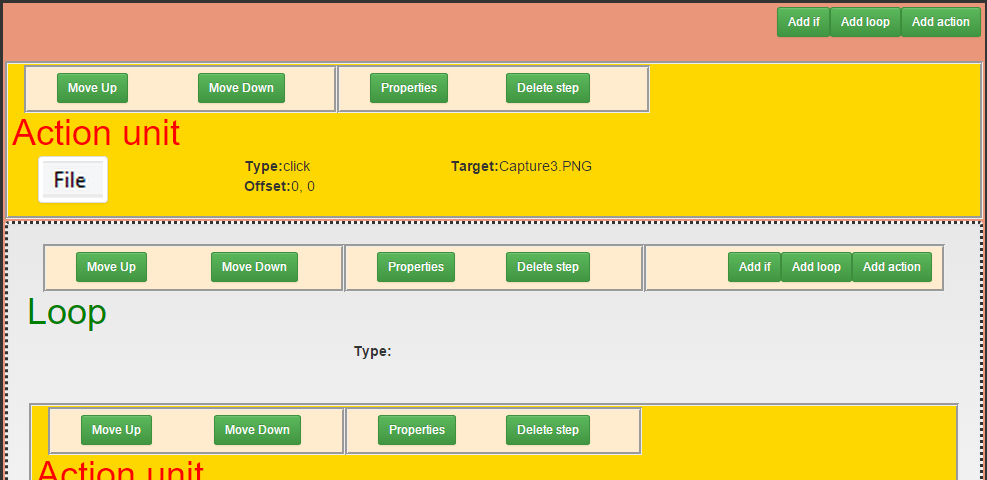 Add if Add loop Add action
Move Up Move Down Properties Delete step
Action unit
File Type:click Target:Capture3.PNG
Offset:0, 0
Move Up Move Down Properties Delete step Add if Add loop Add action
Loop
Type:
Move Up Move Down Properties Delete step
Action unit